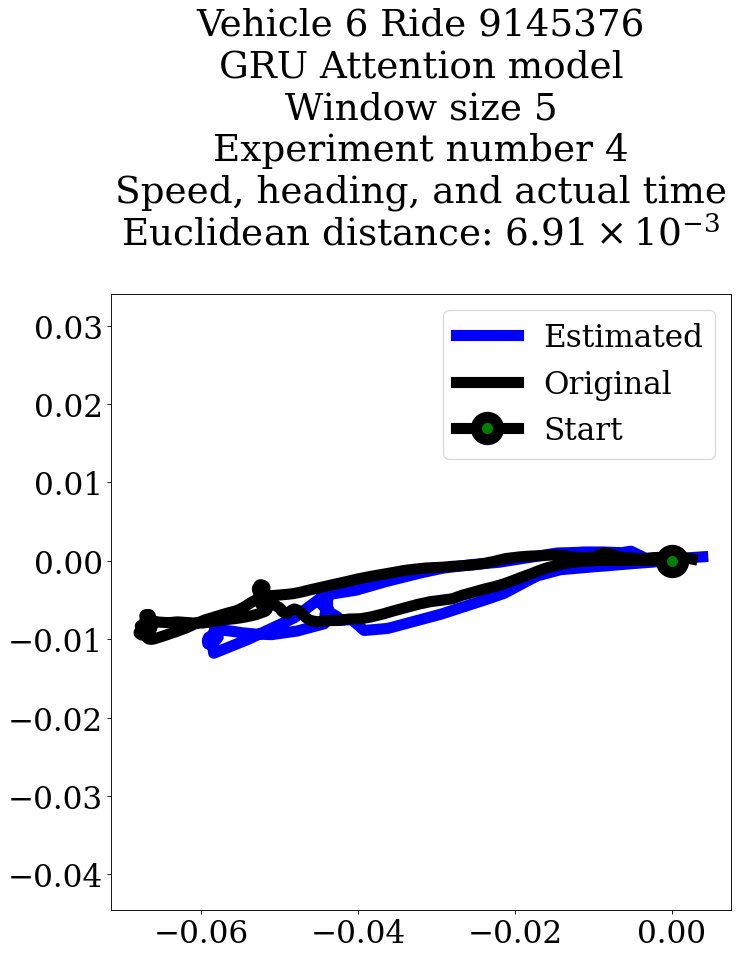 Vehicle 6 Ride 9145376
GRU Attention model
Window size 5
Experiment number 4
Speed, heading, and actual time
Euclidean distance: 6.91 × 10⁻³
Estimated
Original
Start
0.03
0.02
0.01
0.00
−0.01
−0.02
−0.03
−0.04
−0.06 −0.04 −0.02 0.00